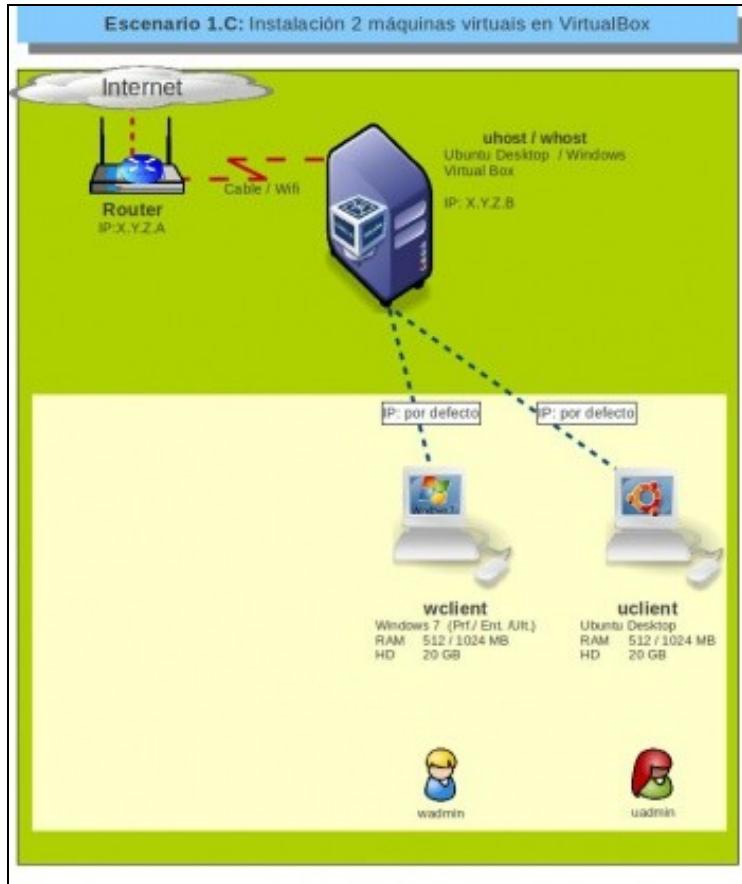 Escenario 1.C: Instalación 2 máquinas virtuais en VirtualBox
Internet
Router
IP:X.Y.Z.A
Cable / Wifi
uhost / whost
Ubuntu Desktop / Windows
Virtual Box
IP: X.Y.Z.B
IP: por defecto
IP: por defecto
Windows 7
wclient
Windows 7 (Prf./ Ent. /Ult.)
RAM 512 / 1024 MB
HD 20 GB
uclient
Ubuntu Desktop
RAM 512 / 1024 MB
HD 20 GB
wadmin
uadmin